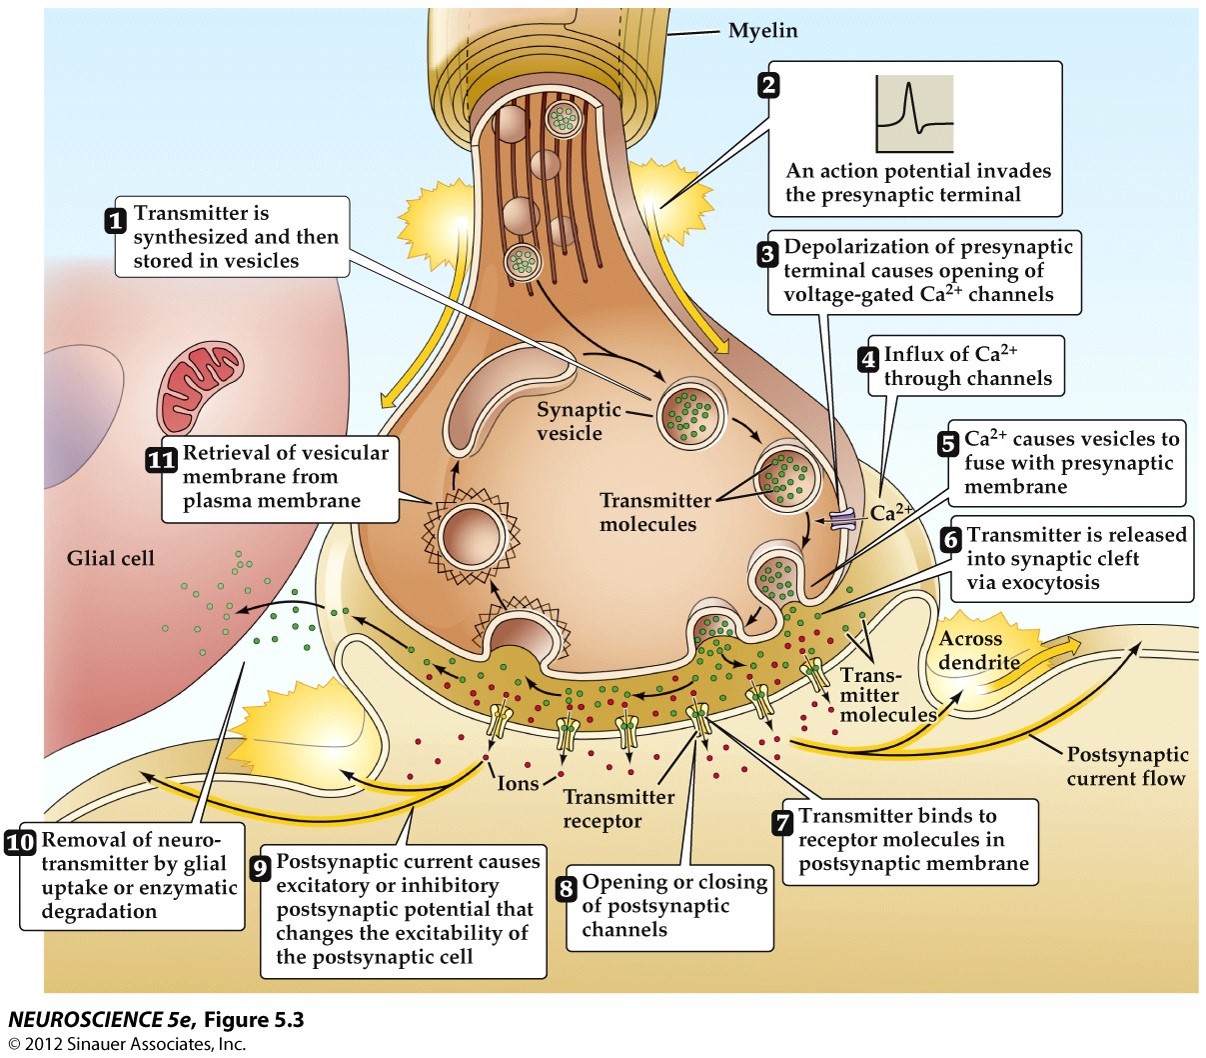 Myelin
2
An action potential invades
the presynaptic terminal
1 Transmitter is
synthesized and then
stored in vesicles
3 Depolarization of presynaptic
terminal causes opening of
voltage-gated Ca2+ channels
4 Influx of Ca2+
through channels
Synaptic
vesicle
5 Ca2+ causes vesicles to
fuse with presynaptic
membrane
11 Retrieval of vesicular
membrane from
plasma membrane
Transmitter
molecules
Ca2+
6 Transmitter is released
into synaptic cleft
via exocytosis
Glial cell
Across
dendrite
Trans-
mitter
molecules
Postsynaptic
current flow
Ions
Transmitter
receptor
7 Transmitter binds to
receptor molecules in
postsynaptic membrane
10 Removal of neuro-
transmitter by glial
uptake or enzymatic
degradation
9 Postsynaptic current causes
excitatory or inhibitory
postsynaptic potential that
changes the excitability of
the postsynaptic cell
8 Opening or closing
of postsynaptic
channels
NEUROSCIENCE 5e, Figure 5.3
© 2012 Sinauer Associates, Inc.